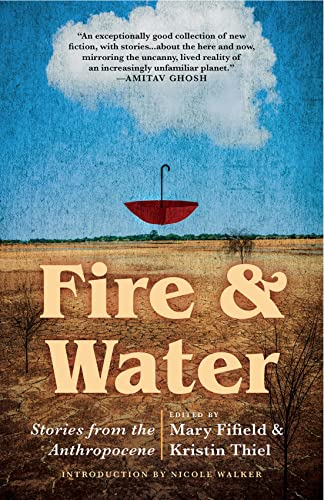 “An exceptionally good collection of new
fiction, with stories...about the here and now,
mirroring the uncanny, lived reality of
an increasingly unfamiliar planet.”
—AMITAV GHOSH
Fire &
Water
Stories from the
Anthropocene
EDITED BY
Mary Fifield &
Kristin Thiel
INTRODUCTION BY NICOLE WALKER